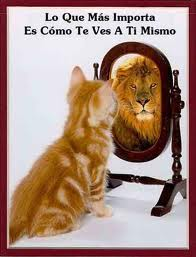 Lo Que Más Importa
Es Cómo Te Ves A Ti Mismo